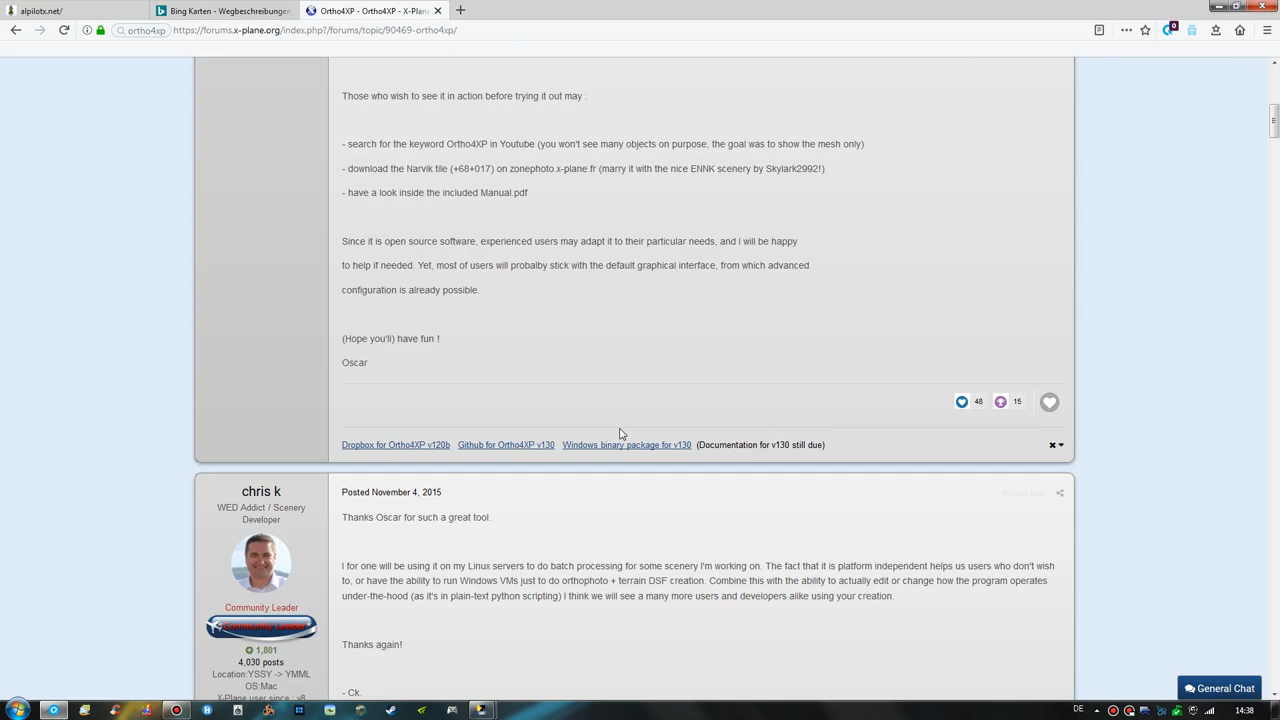 alpilotx.net/
Bing Karten - Wegbeschreibungen,
Ortho4XP - Ortho4XP - X-Plane
ortho4xp
https://forums.x-plane.org/index.php?/forums/topic/90469-ortho4xp/
0
Those who wish to see it in action before trying it out may :
- search for the keyword Ortho4XP in Youtube (you won't see many objects on purpose, the goal was to show the mesh only)
- download the Narvik tile (+68+017) on zonephoto.x-plane.fr (marry it with the nice ENNK scenery by Skylark2992!)
- have a look inside the included Manual.pdf
Since it is open source software, experienced users may adapt it to their particular needs, and I will be happy
to help if needed. Yet, most of users will probalby stick with the default graphical interface, from which advanced
configuration is already possible.
(Hope you'll) have fun !
Oscar
48
15
Dropbox for Ortho4XP v120b Github for Ortho4XP v130 Windows binary package for v130 (Documentation for v130 still due)
chris k
WED Addict / Scenery
Developer
Community Leader
Community Leader
1,801
4,030 posts
Location:YSSY -> YMML
OS:Mac
X-Plane user since : v8
Posted November 4, 2015
Report post
Thanks Oscar for such a great tool.
I for one will be using it on my Linux servers to do batch processing for some scenery I'm working on. The fact that it is platform independent helps us users who don't wish
to, or have the ability to run Windows VMs just to do orthophoto + terrain DSF creation. Combine this with the ability to actually edit or change how the program operates
under-the-hood (as it's in plain-text python scripting) I think we will see a many more users and developers alike using your creation.
Thanks again!
- Ck.
General Chat
DE
14:38